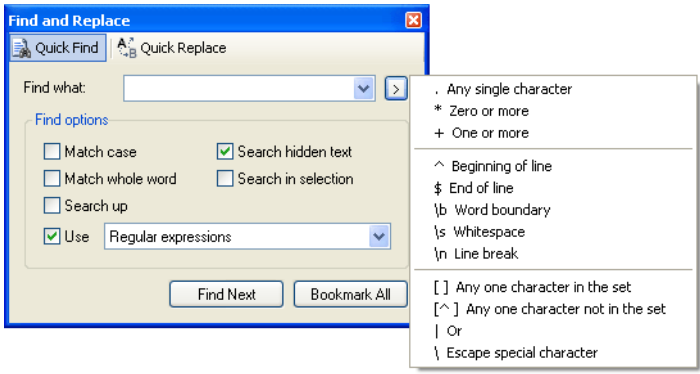 Find and Replace
Quick Find
Quick Replace
Find what:
>
Find options
Match case
Search hidden text
Match whole word
Search in selection
Search up
Use
Regular expressions
Find Next
Bookmark All
. Any single character
* Zero or more
+ One or more
^ Beginning of line
$ End of line
\b Word boundary
\s Whitespace
\n Line break
[ ] Any one character in the set
[^ ] Any one character not in the set
| Or
\ Escape special character